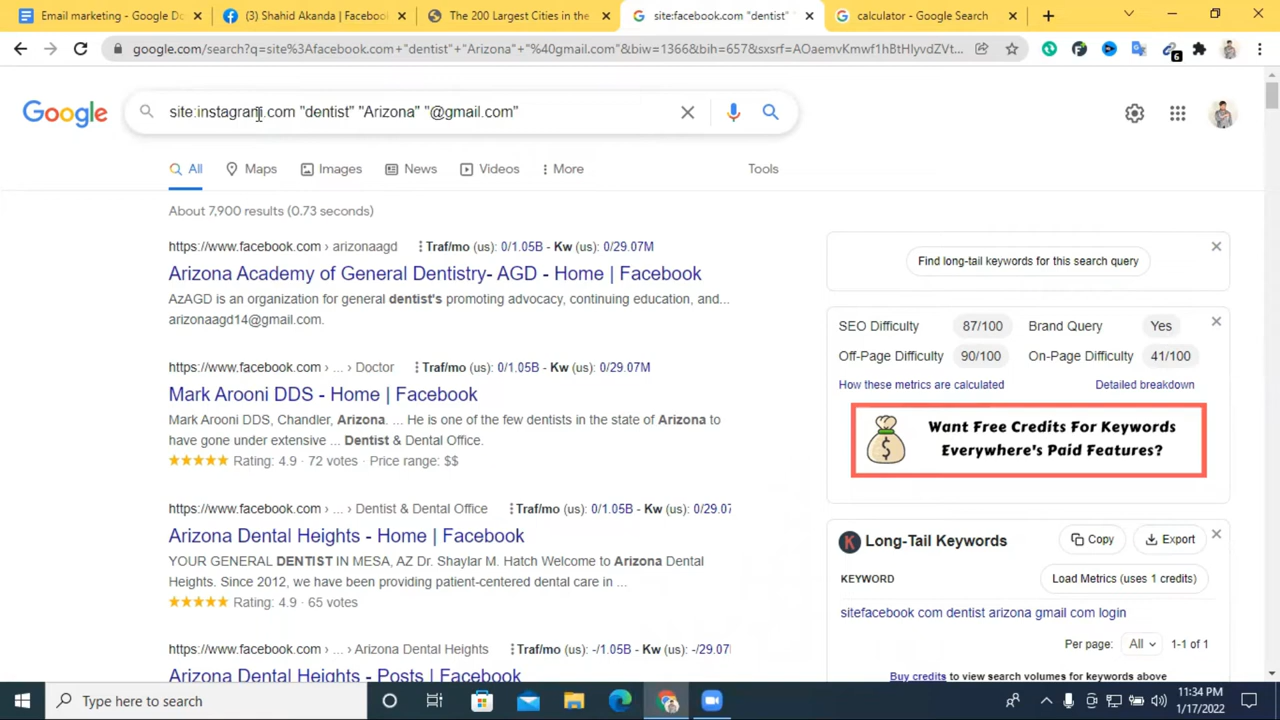 Email marketing - Google D
(3) Shahid Akanda | Facebook
The 200 Largest Cities in the
site:facebook.com "dentist"
calculator - Google Search
google.com/search?q=site%3Afacebook.com+"dentist"+"Arizona"+"%40gmail.com"&biw=1366&bih=657&sxsrf=AOaemvKmwf1hBtHlyvdZVt...
6
Google
site:instagram.com "dentist" "Arizona" "@gmail.com"
All
Maps
Images
News
Videos
More
Tools
About 7,900 results (0.73 seconds)
https://www.facebook.com › arizonaagd
Traf/mo (us): 0/1.05B - Kw (us): 0/29.07M
Arizona Academy of General Dentistry- AGD - Home | Facebook
AzAGD is an organization for general dentist's promoting advocacy, continuing education, and...
arizonaagd14@gmail.com.
https://www.facebook.com › ... › Doctor
Traf/mo (us): 0/1.05B - Kw (us): 0/29.07M
Mark Arooni DDS - Home | Facebook
Mark Arooni DDS, Chandler, Arizona. ... He is one of the few dentists in the state of Arizona to
have gone under extensive ... Dentist & Dental Office.
Rating: 4.9 · 72 votes · Price range: $$
https://www.facebook.com › ... › Dentist & Dental Office
Traf/mo (us): 0/1.05B - Kw (us): 0/29.07
Arizona Dental Heights - Home | Facebook
YOUR GENERAL DENTIST IN MESA, AZ Dr. Shaylar M. Hatch Welcome to Arizona Dental
Heights. Since 2012, we have been providing patient-centered dental care in ...
Rating: 4.9 · 65 votes
https://www.facebook.com › ... › Arizona Dental Heights
Traf/mo (us): -/1.05B - Kw (us): -/29.07
Arizona Dental Heights - Posts | Facebook
Find long-tail keywords for this search query
SEO Difficulty 87/100 Brand Query Yes
Off-Page Difficulty 90/100 On-Page Difficulty 41/100
How these metrics are calculated
Detailed breakdown
Want Free Credits For Keywords
Everywhere's Paid Features?
K
Long-Tail Keywords
Copy
Export
KEYWORD
Load Metrics (uses 1 credits)
sitefacebook com dentist arizona gmail com login
Per page: All 1-1 of 1
Buy credits to view search volumes for keywords above
Type here to search
11:34 PM
1/17/2022